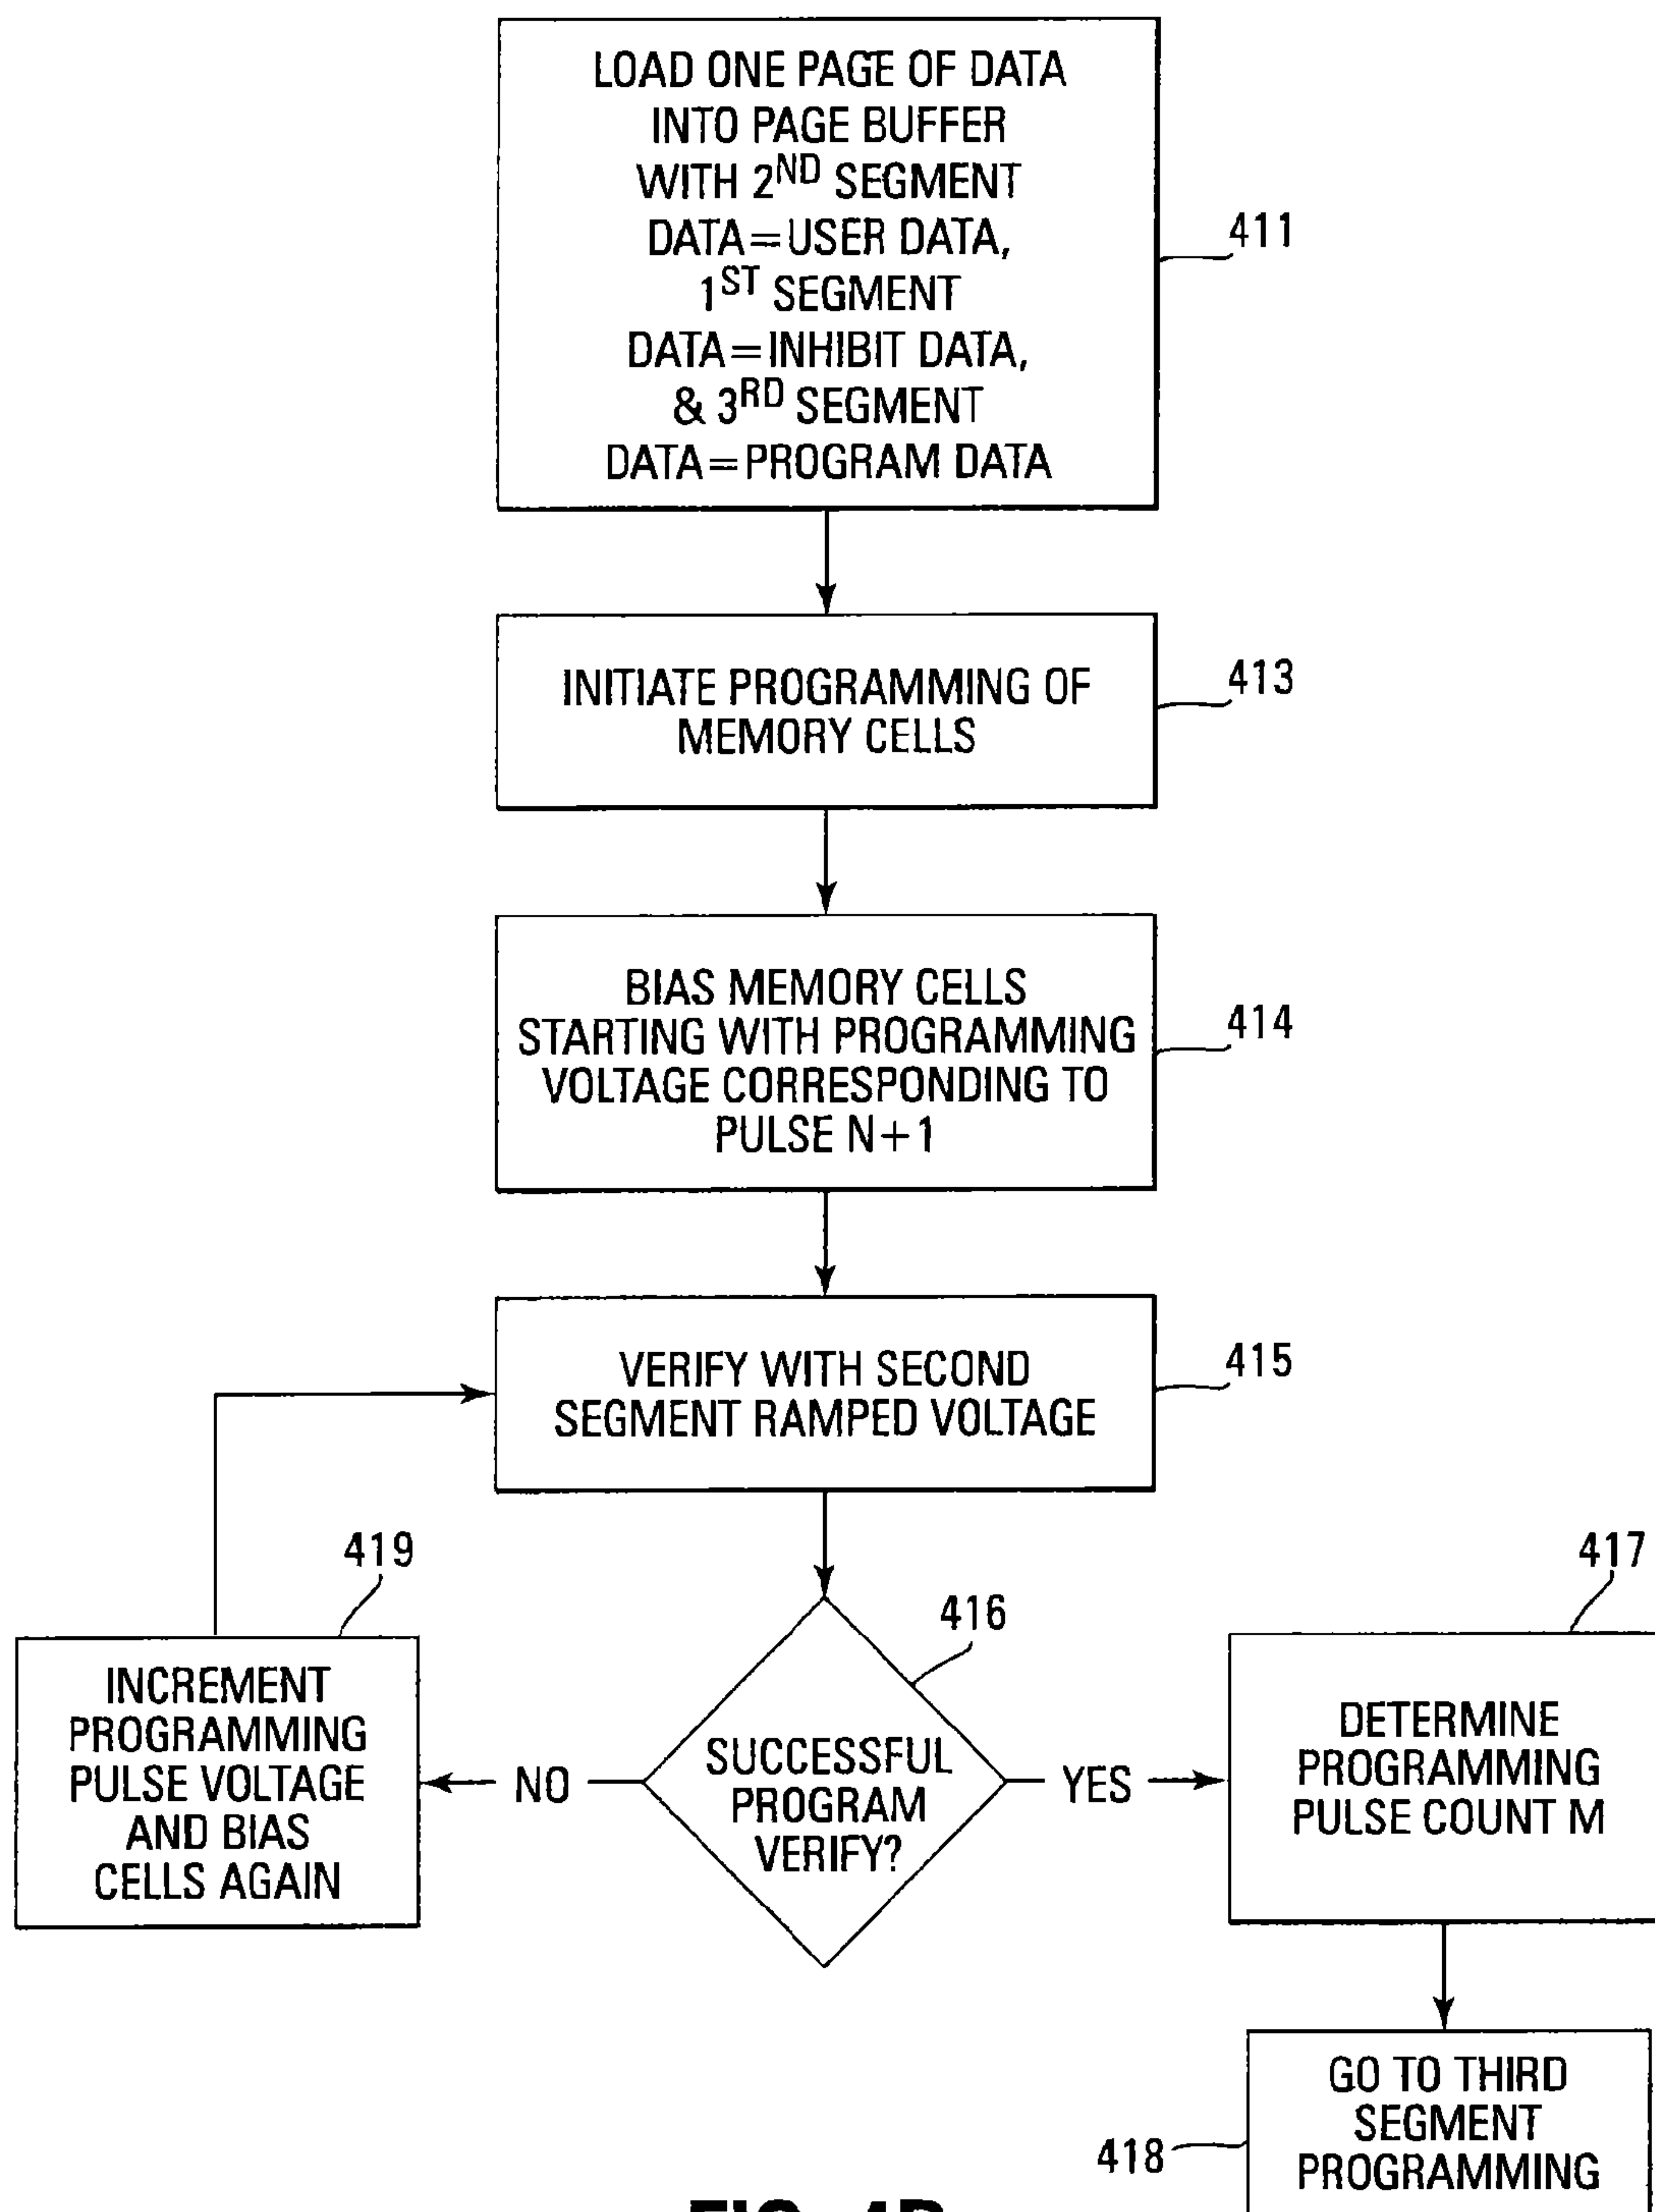 LOAD ONE PAGE OF DATA
INTO PAGE BUFFER
WITH 2ND SEGMENT
DATA=USER DATA,
1ST SEGMENT
DATA=INHIBIT DATA,
& 3RD SEGMENT
DATA=PROGRAM DATA
411
INITIATE PROGRAMMING OF
MEMORY CELLS
413
BIAS MEMORY CELLS
STARTING WITH PROGRAMMING
VOLTAGE CORRESPONDING TO
PULSE N+1
414
VERIFY WITH SECOND
SEGMENT RAMPED VOLTAGE
415
419
INCREMENT
PROGRAMMING
PULSE VOLTAGE
AND BIAS
CELLS AGAIN
NO
416
SUCCESSFUL
PROGRAM
VERIFY?
YES
417
DETERMINE
PROGRAMMING
PULSE COUNT M
418
GO TO THIRD
SEGMENT
PROGRAMMING